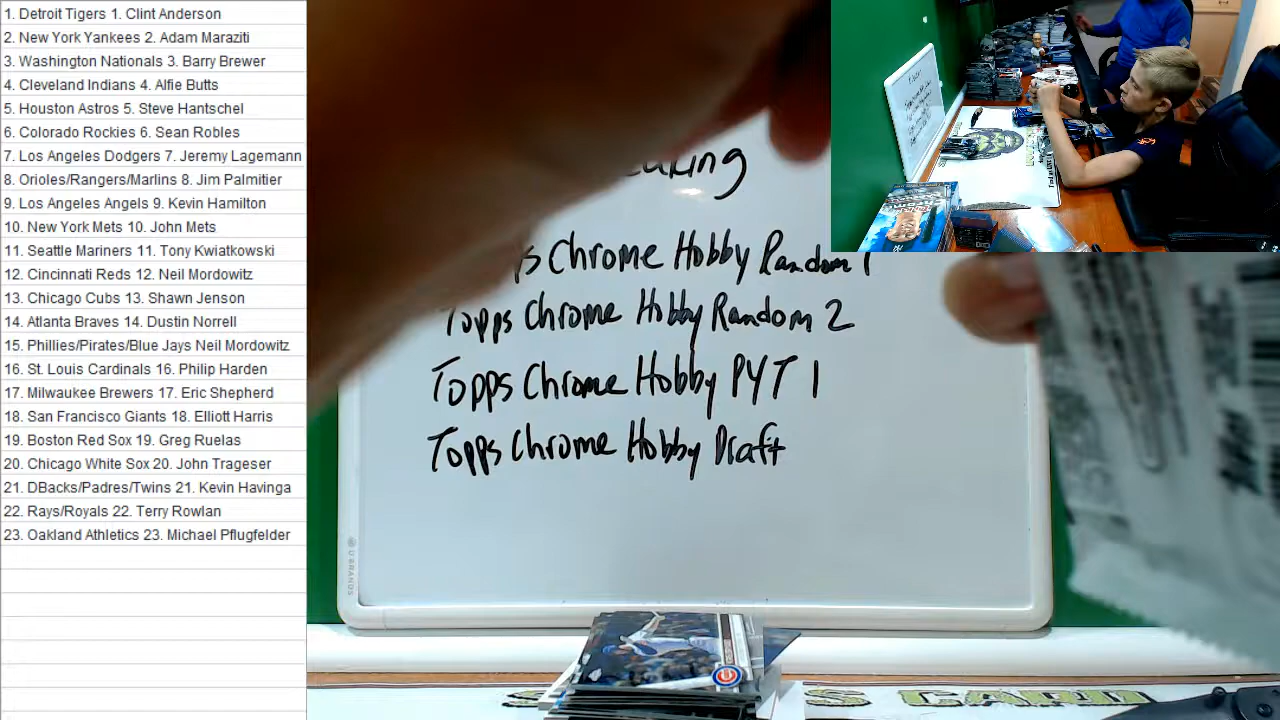 1. Detroit Tigers 1. Clint Anderson
2. New York Yankees 2. Adam Maraziti
3. Washington Nationals 3. Barry Brewer
4. Cleveland Indians 4. Alfie Butts
5. Houston Astros 5. Steve Hantschel
6. Colorado Rockies 6. Sean Robles
7. Los Angeles Dodgers 7. Jeremy Lagemann
8. Orioles/Rangers/Marlins 8. Jim Palmitier
9. Los Angeles Angels 9. Kevin Hamilton
10. New York Mets 10. John Mets
11. Seattle Mariners 11. Tony Kwiatkowski
12. Cincinnati Reds 12. Neil Mordowitz
13. Chicago Cubs 13. Shawn Jenson
14. Atlanta Braves 14. Dustin Norrell
15. Phillies/Pirates/Blue Jays Neil Mordowitz
16. St. Louis Cardinals 16. Philip Harden
17. Milwaukee Brewers 17. Eric Shepherd
18. San Francisco Giants 18. Elliott Harris
19. Boston Red Sox 19. Greg Ruelas
20. Chicago White Sox 20. John Trageser
21. DBacks/Padres/Twins 21. Kevin Havinga
22. Rays/Royals 22. Terry Rowlan
23. Oakland Athletics 23. Michael Pflugfelder
Chrome Hobby Random 1
Topps Chrome Hobby Random 2
Topps Chrome Hobby PYT 1
Topps Chrome Hobby Draft
U BRANDS
CARD